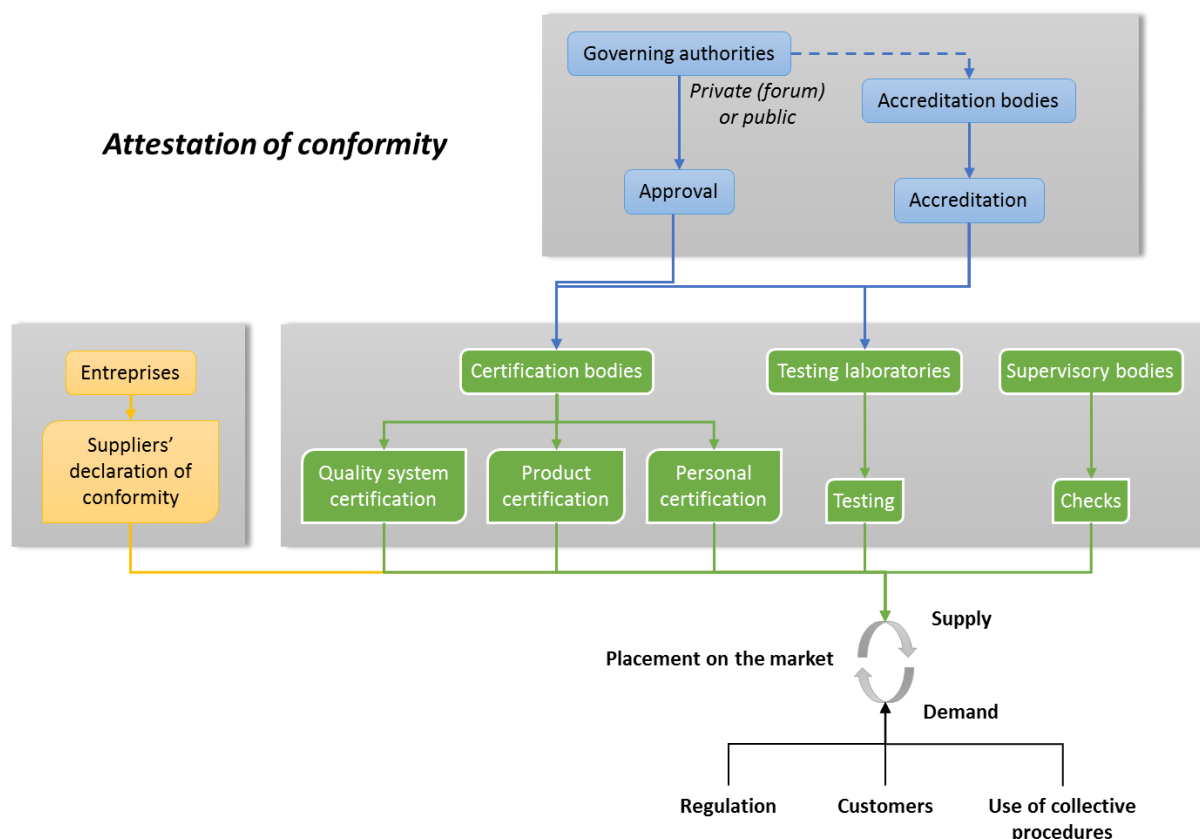 Governing authorities
Private (forum)
or public
Accreditation bodies
Attestation of conformity
Approval
Accreditation
Entreprises
Suppliers’
declaration of
conformity
Certification bodies
Testing laboratories
Supervisory bodies
Quality system
certification
Product
certification
Personal
certification
Testing
Checks
Supply
Placement on the market
Demand
Regulation
Customers
Use of collective
procedures